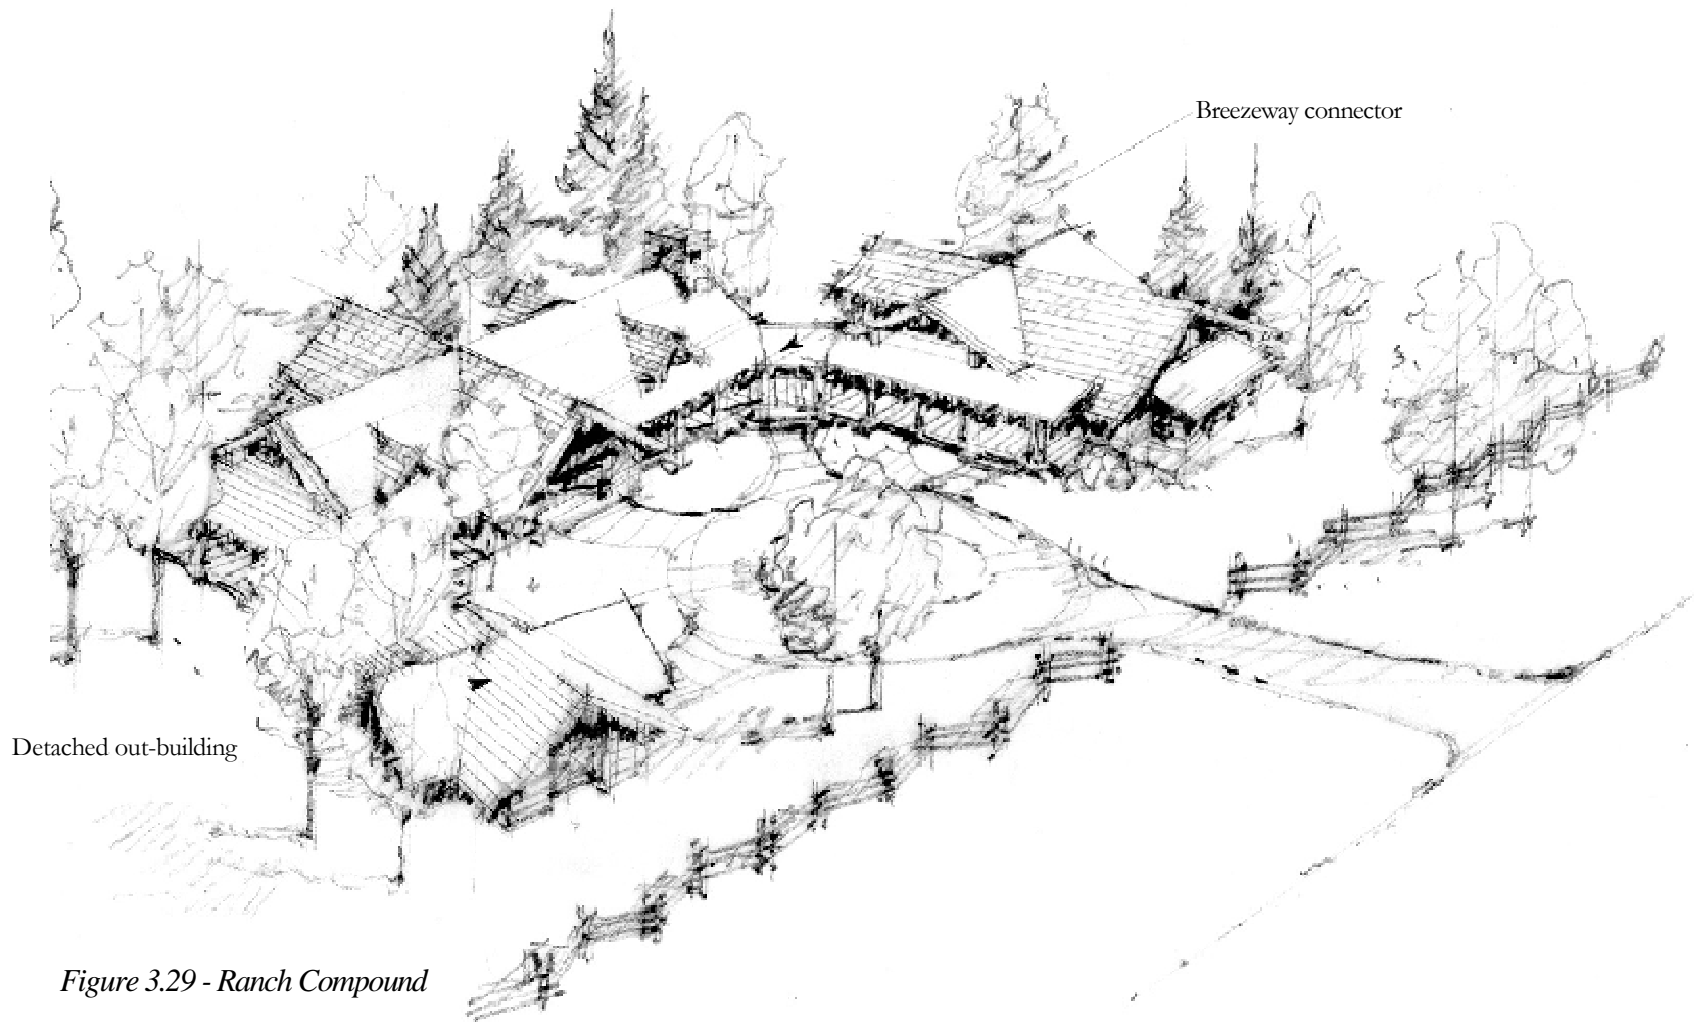 Breezeway connector
Detached out-building
Figure 3.29 - Ranch Compound